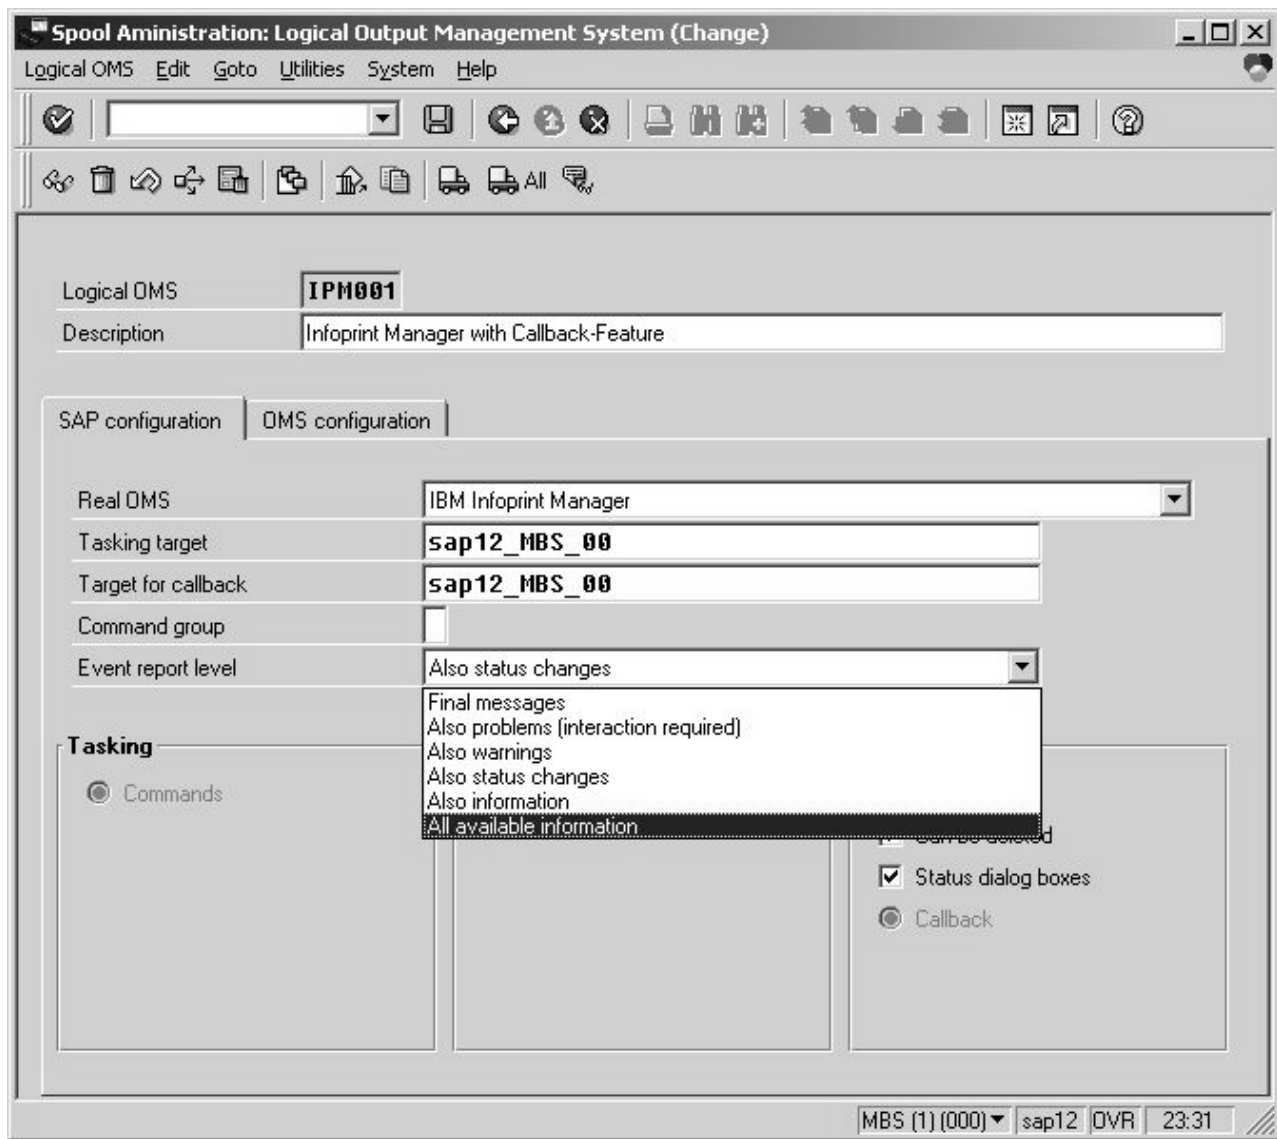 Spool Aministration: Logical Output Management System (Change)
Logical OMS Edit Goto Utilities System Help
All
Logical OMS IPM001
Description Infoprint Manager with Callback-Feature
SAP configuration OMS configuration
Real OMS IBM Infoprint Manager
Tasking target sap12_MBS_00
Target for callback sap12_MBS_00
Command group
Event report level Also status changes
Final messages
Also problems (interaction required)
Also warnings
Also status changes
Also information
All available information
Tasking
Commands
Can be deleted
Status dialog boxes
Callback
MBS (1) (000) sap12 OVR 23:31